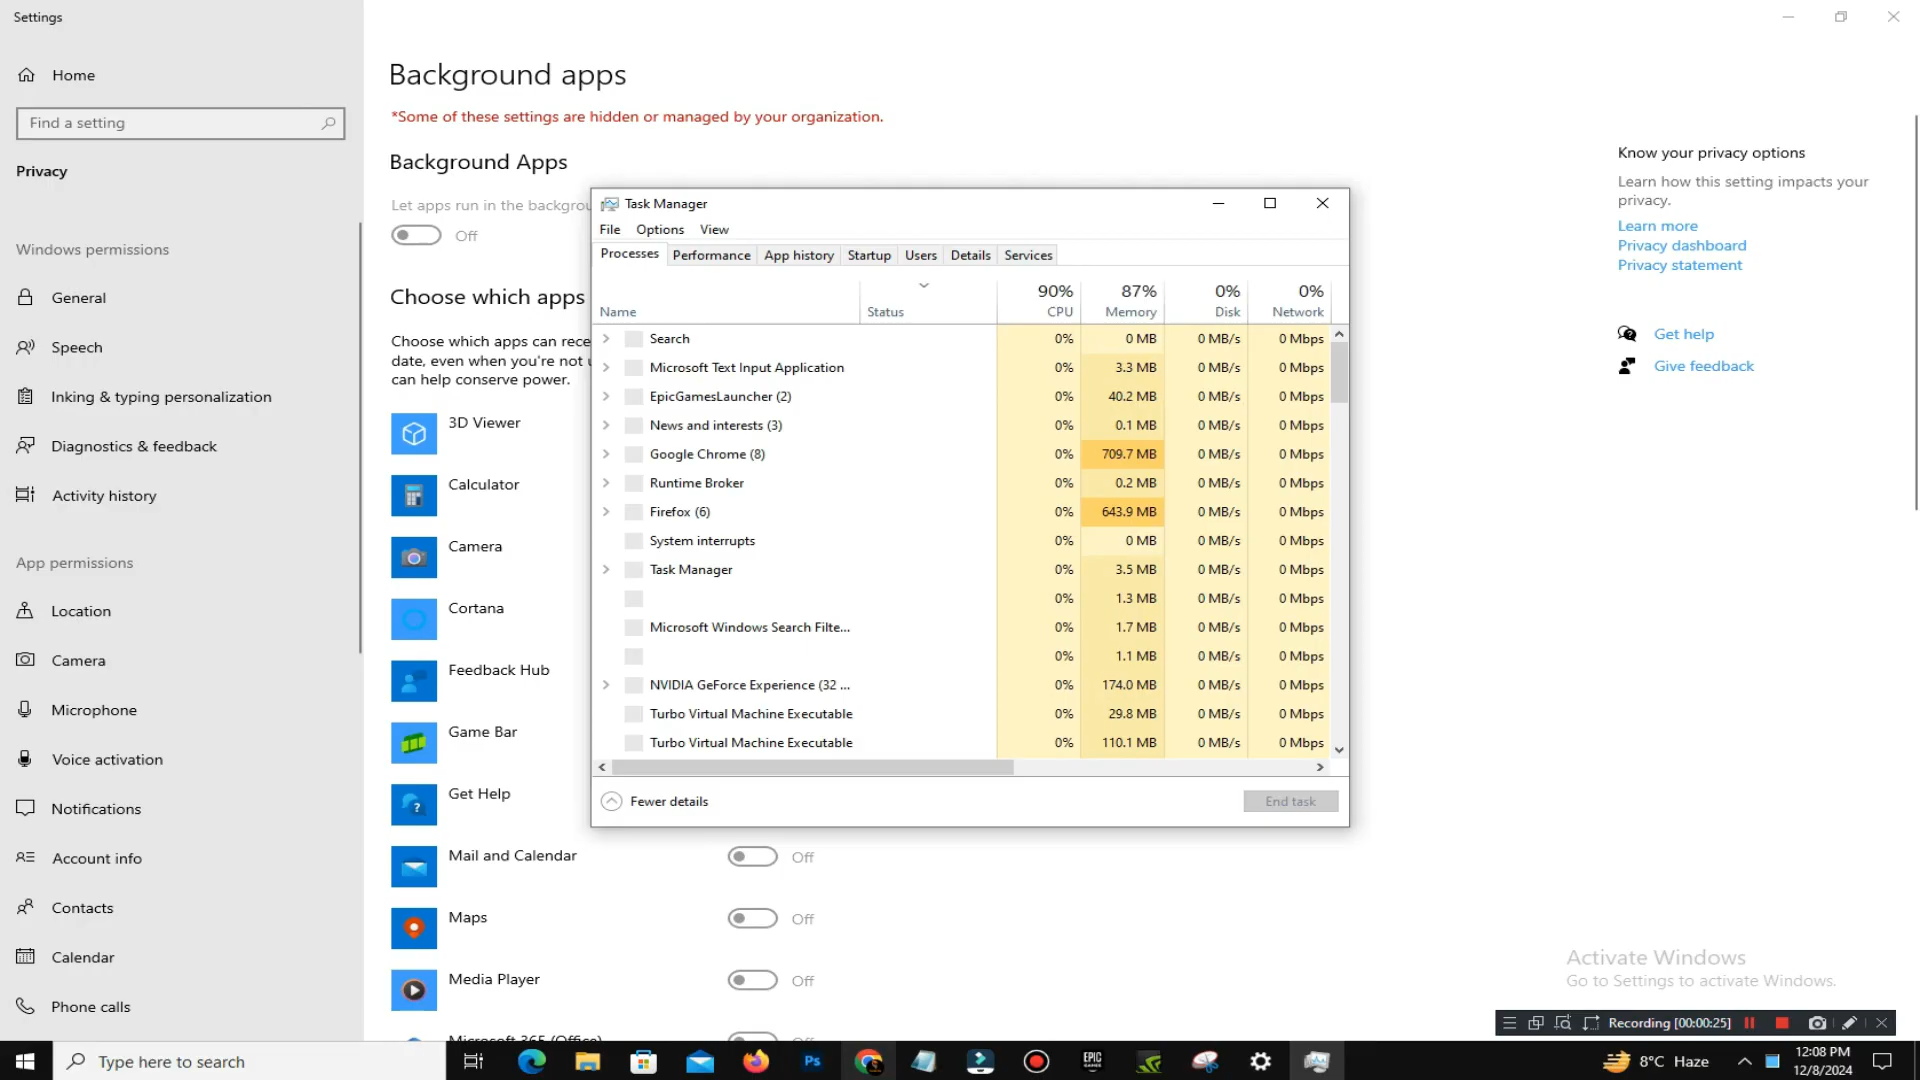 Settings
Home
Find a setting
Privacy
Windows permissions
General
Speech
Inking & typing personalization
Diagnostics & feedback
Activity history
App permissions
Location
Camera
Microphone
Voice activation
Notifications
Account info
Contacts
Calendar
Phone calls
Background apps
*Some of these settings are hidden or managed by your organization.
Background Apps
Let apps run in the backgrou
Off
Choose which apps
Choose which apps can rece
date, even when you're not u
can help conserve power.
3D Viewer
Calculator
Camera
Cortana
Feedback Hub
Game Bar
Get Help
Mail and Calendar Off
Maps Off
Media Player Off
Microsoft 365 (Office)
Task Manager
File Options View
Processes Performance App history Startup Users Details Services
90% 87% 0% 0%
Name Status CPU Memory Disk Network
Search 0% 0 MB 0 MB/s 0 Mbps
Microsoft Text Input Application 0% 3.3 MB 0 MB/s 0 Mbps
EpicGamesLauncher (2) 0% 40.2 MB 0 MB/s 0 Mbps
News and interests (3) 0% 0.1 MB 0 MB/s 0 Mbps
Google Chrome (8) 0% 709.7 MB 0 MB/s 0 Mbps
Runtime Broker 0% 0.2 MB 0 MB/s 0 Mbps
Firefox (6) 0% 643.9 MB 0 MB/s 0 Mbps
System interrupts 0% 0 MB 0 MB/s 0 Mbps
Task Manager 0% 3.5 MB 0 MB/s 0 Mbps
0% 1.3 MB 0 MB/s 0 Mbps
Microsoft Windows Search Filte... 0% 1.7 MB 0 MB/s 0 Mbps
0% 1.1 MB 0 MB/s 0 Mbps
NVIDIA GeForce Experience (32 ... 0% 174.0 MB 0 MB/s 0 Mbps
Turbo Virtual Machine Executable 0% 29.8 MB 0 MB/s 0 Mbps
Turbo Virtual Machine Executable 0% 110.1 MB 0 MB/s 0 Mbps
Fewer details End task
Know your privacy options
Learn how this setting impacts your
privacy.
Learn more
Privacy dashboard
Privacy statement
Get help
Give feedback
Activate Windows
Go to Settings to activate Windows.
Recording [00:00:25]
Type here to search
Ps
EPIC
GAMES
8°C Haze
12:08 PM
12/8/2024